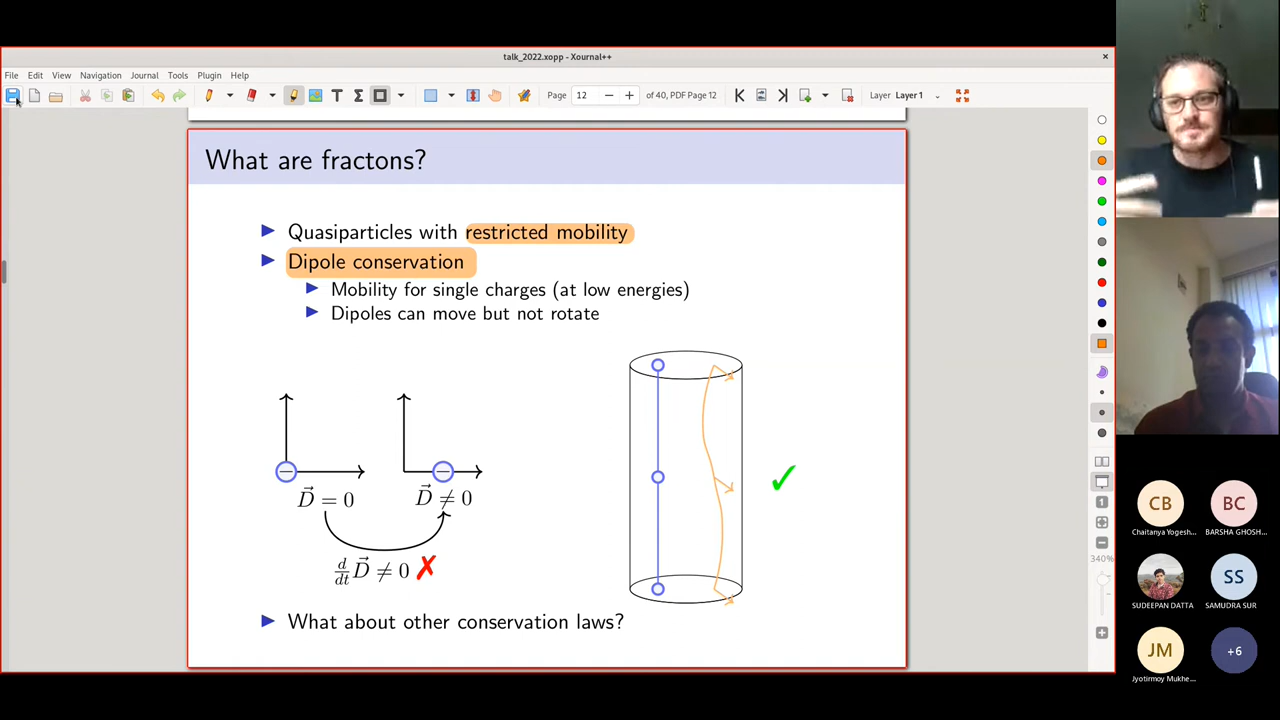 talk_2022.xopp - Xournal++
File Edit View Navigation Journal Tools Plugin Help
Page 12 of 40, PDF Page 12 Layer Layer 1
What are fractons?
Quasiparticles with restricted mobility
Dipole conservation
Mobility for single charges (at low energies)
Dipoles can move but not rotate
D⃗ = 0 D⃗ ≠ 0
d/dt D⃗ ≠ 0 ✗
✓
What about other conservation laws?
340%
CB BC
Chaitanya Yogesh... BARSHA GHOSH...
SS
SUDEEPAN DATTA SAMUDRA SUR
JM +6
Jyotirmoy Mukhe...